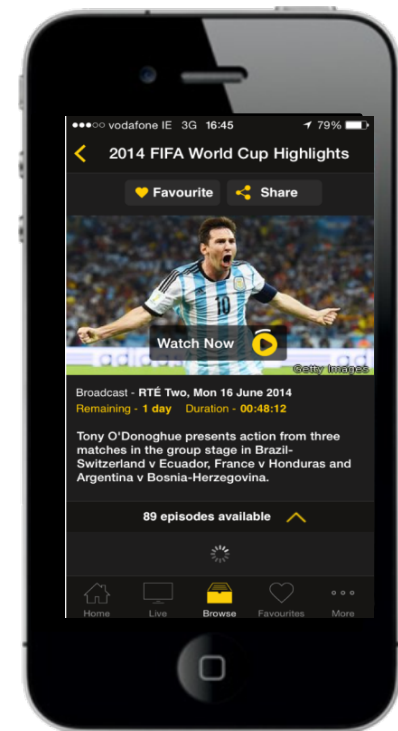 vodafone IE 3G 16:45 79%
2014 FIFA World Cup Highlights
Favourite Share
10
adidas
Watch Now
Getty Images
Broadcast - RTÉ Two, Mon 16 June 2014
Remaining - 1 day Duration - 00:48:12
Tony O'Donoghue presents action from three
matches in the group stage in Brazil-
Switzerland v Ecuador, France v Honduras and
Argentina v Bosnia-Herzegovina.
89 episodes available
Home Live Browse Favourites More